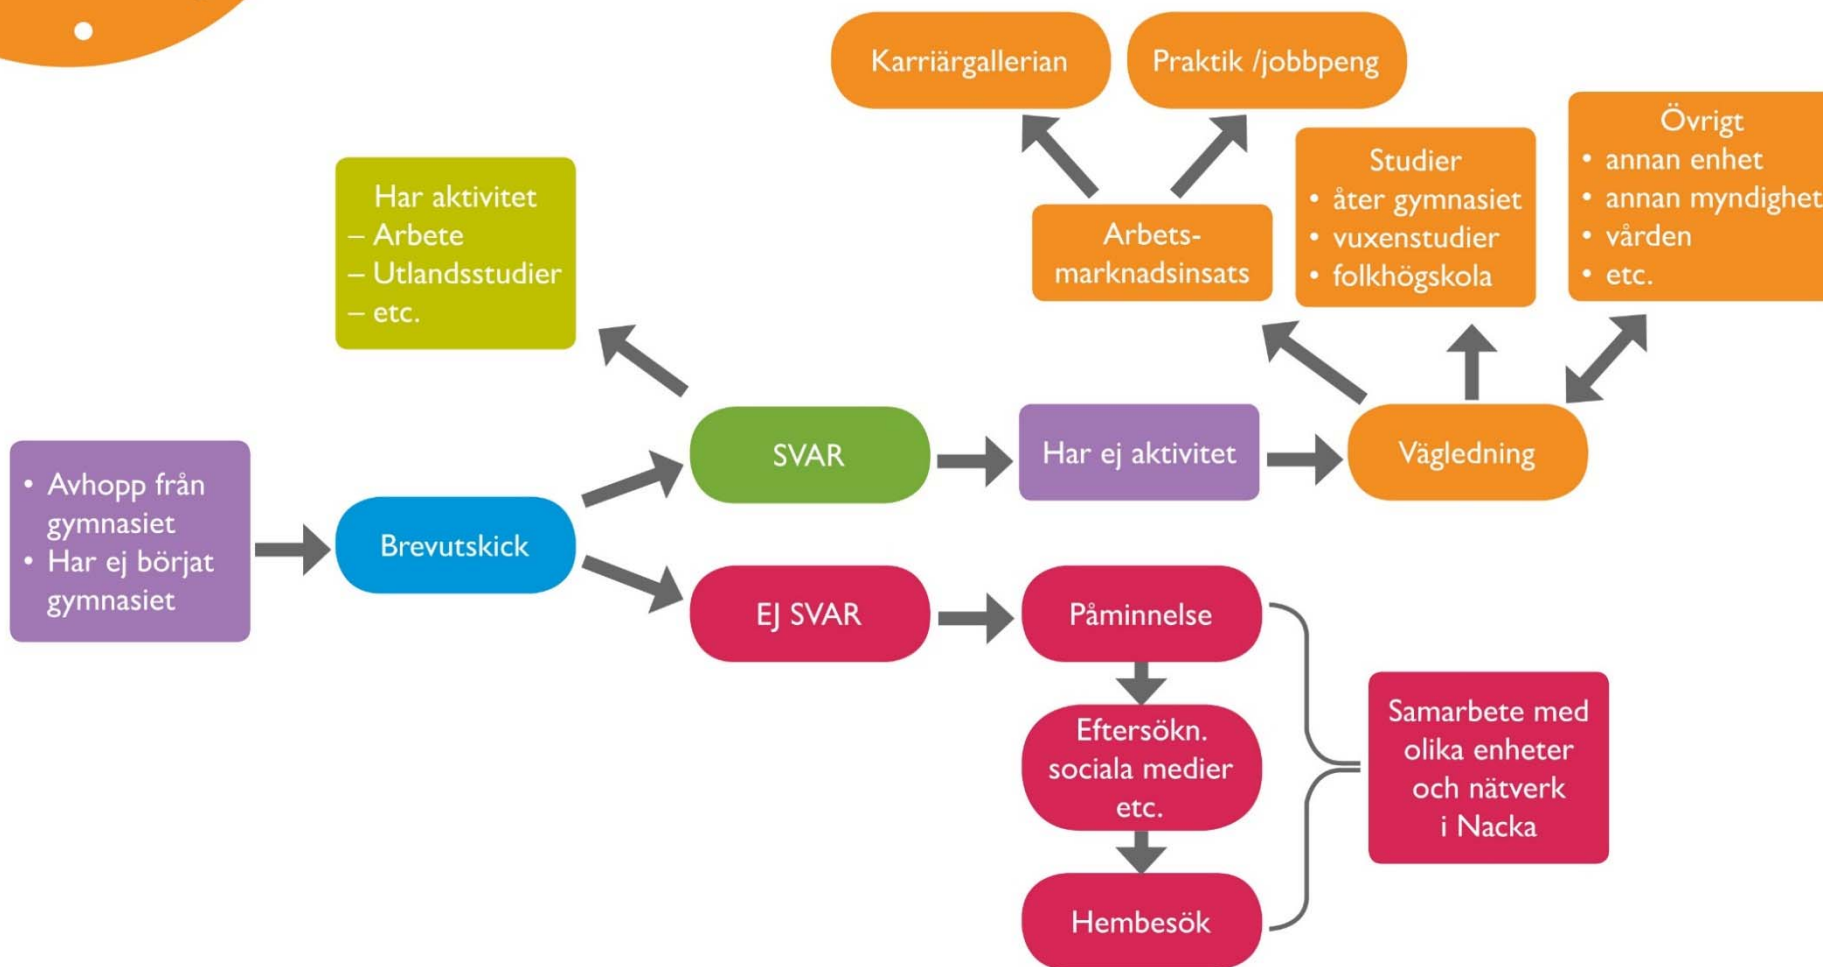 Karriärgallerian
Praktik /jobbpeng
Övrigt
• annan enhet
• annan myndighet
• vården
• etc.
Studier
• åter gymnasiet
• vuxenstudier
• folkhögskola
Arbets-
marknadsinsats
Har aktivitet
– Arbete
– Utlandsstudier
– etc.
SVAR
Har ej aktivitet
Vägledning
• Avhopp från
gymnasiet
• Har ej börjat
gymnasiet
Brevutskick
EJ SVAR
Påminnelse
Eftersökn.
sociala medier
etc.
Hembesök
Samarbete med
olika enheter
och nätverk
i Nacka